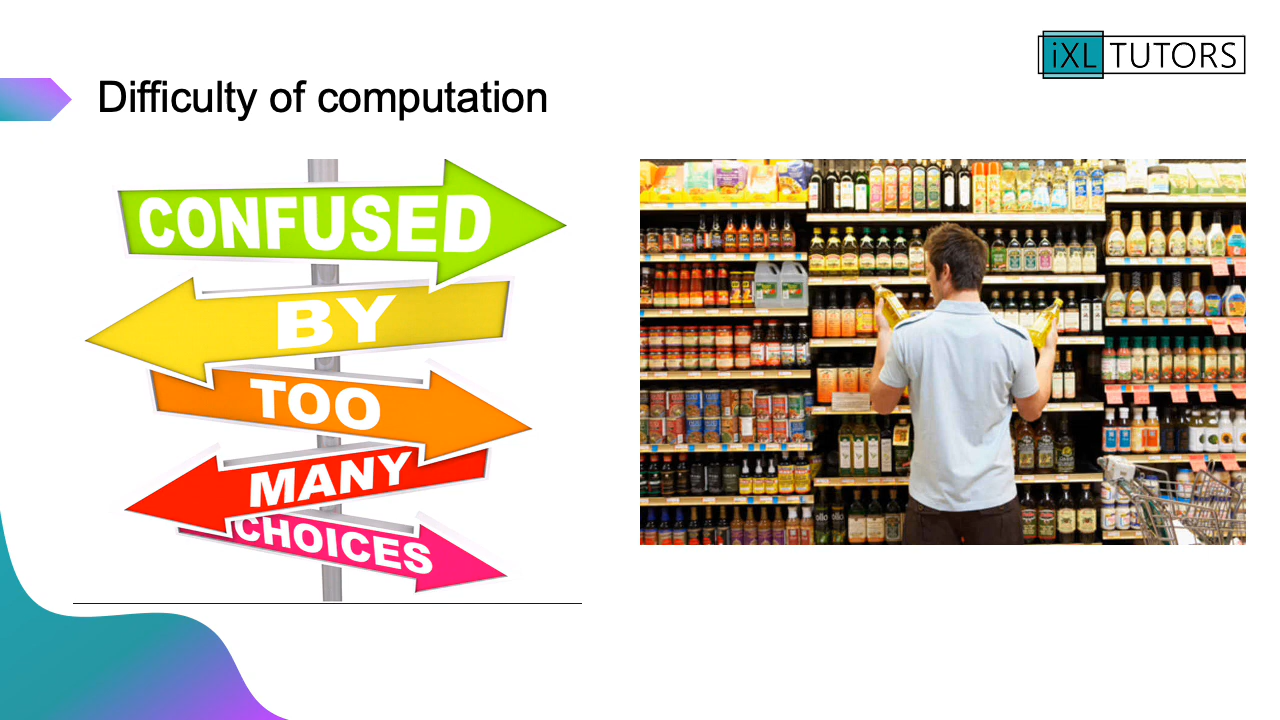 iXL TUTORS
Difficulty of computation
CONFUSED
BY
TOO
MANY
CHOICES